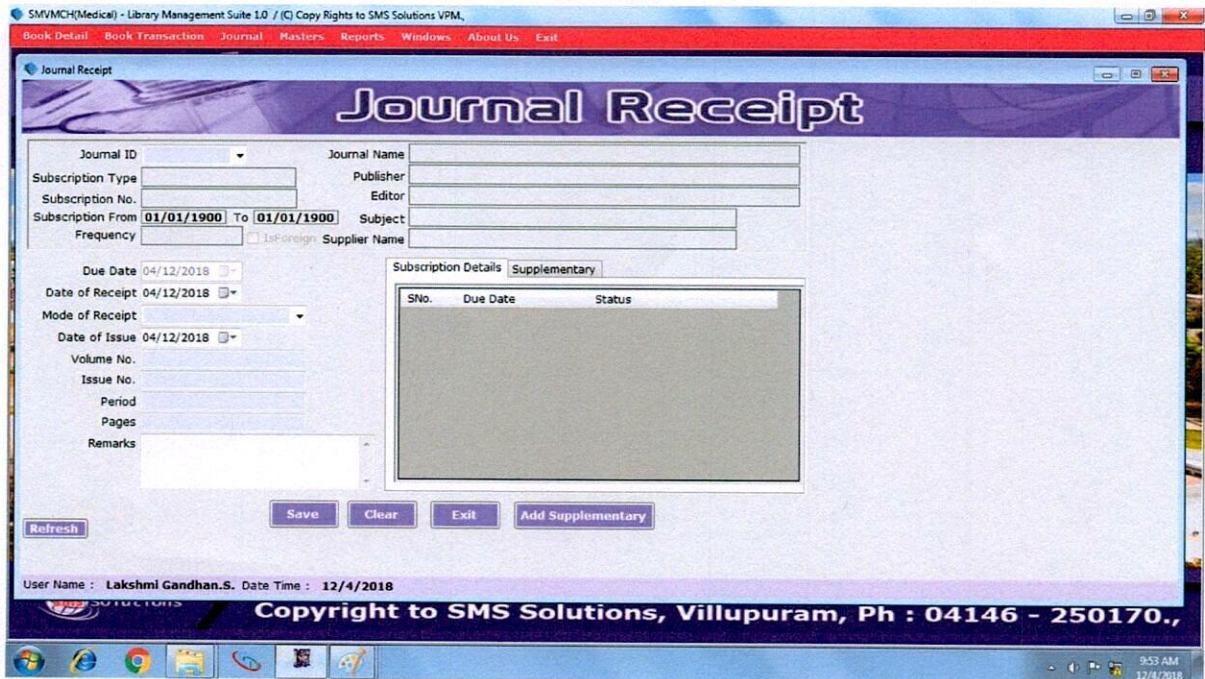 SMVMCH(Medical) - Library Management Suite 1.0 / (C) Copy Rights to SMS Solutions VPM.,
Book Detail Book Transaction Journal Masters Reports Windows About Us Exit
Journal Receipt
Journal Receipt
Journal ID Journal Name
Subscription Type Publisher
Subscription No. Editor
Subscription From 01/01/1900 To 01/01/1900 Subject
Frequency IsForeign Supplier Name
Due Date 04/12/2018
Date of Receipt 04/12/2018
Mode of Receipt
Date of Issue 04/12/2018
Volume No.
Issue No.
Period
Pages
Remarks
Subscription Details Supplementary
SNo. Due Date Status
Save Clear Exit Add Supplementary
Refresh
User Name : Lakshmi Gandhan.S. Date Time : 12/4/2018
Copyright to SMS Solutions, Villupuram, Ph : 04146 - 250170.,
9:53 AM
12/4/2018